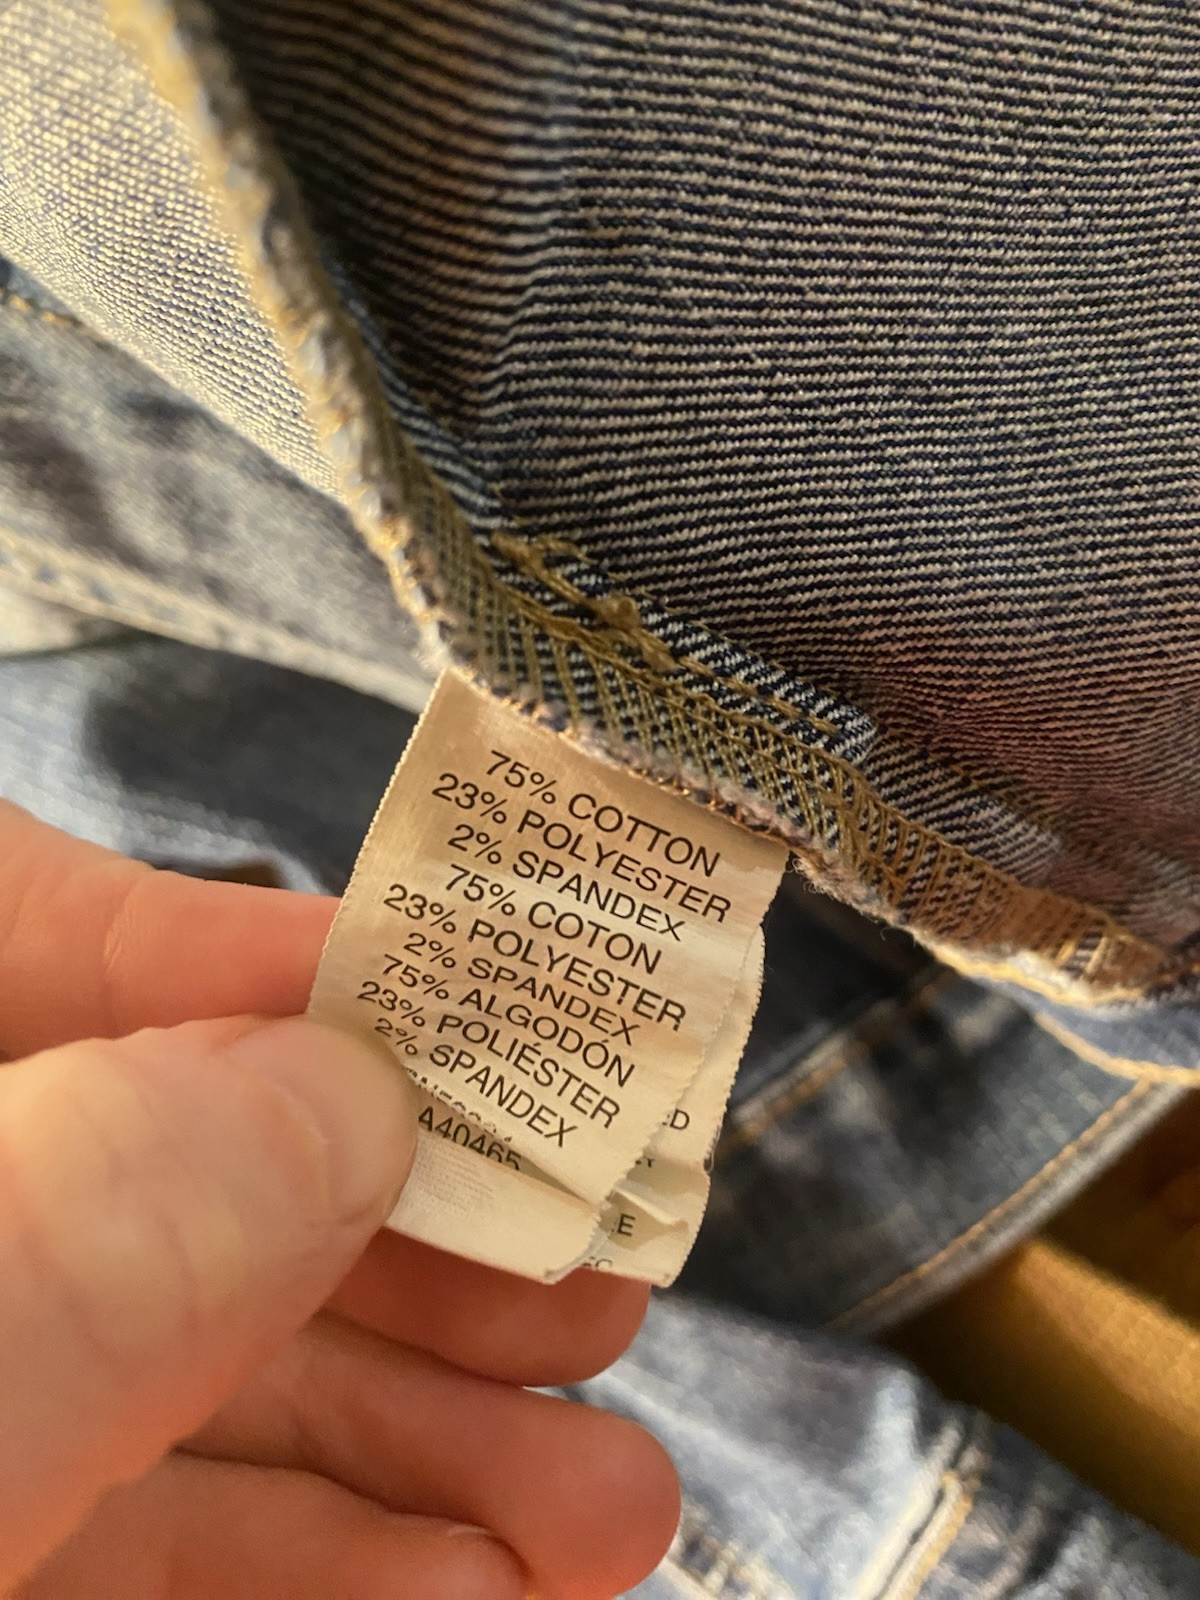 75% COTTON
23% POLYESTER
2% SPANDEX
75% COTON
23% POLYESTER
2% SPANDEX
75% ALGODÓN
23% POLIÉSTER
2% SPANDEX
A40465